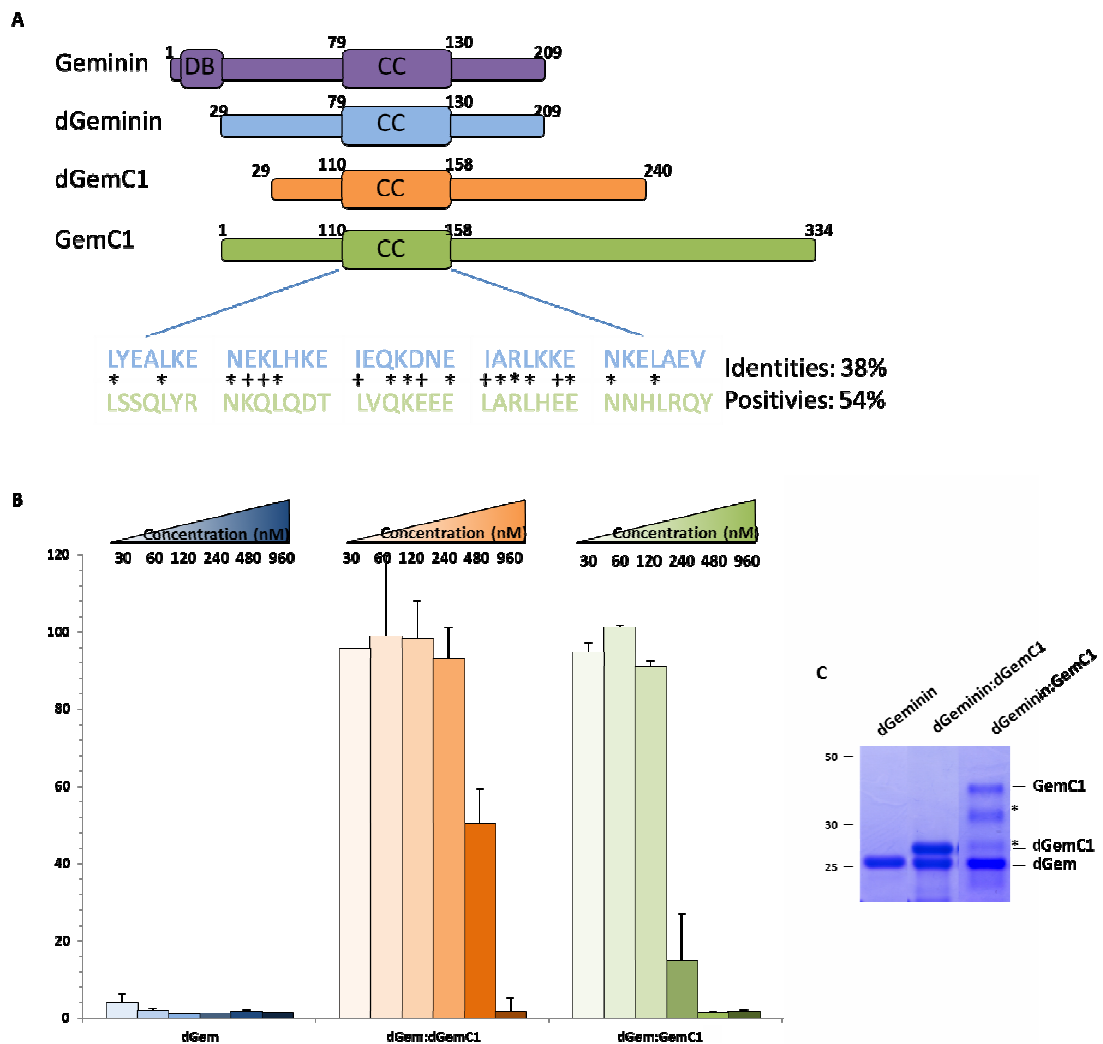 A
Geminin
1
DB
79
CC
130
209
dGeminin
29
79
CC
130
209
dGemC1
29
110
CC
158
240
GemC1
1
110
CC
158
334
LYEALKE NEKLHKE IEQKDNE IARLKKE NKELAEV
* * *++* + **+ * +*** +* * *
LSSQLYR NKQLQDT LVQKEEE LARLHEE NNHLRQY
Identities: 38%
Positivies: 54%
B
Concentration (nM)
30 60 120 240 480 960
Concentration (nM)
30 60 120 240 480 960
Concentration (nM)
30 60 120 240 480 960
120
100
80
60
40
20
0
dGem
dGem:dGemC1
dGem:GemC1
C
dGeminin
dGeminin:dGemC1
dGeminin:GemC1
50
30
25
GemC1
*
*
dGemC1
dGem